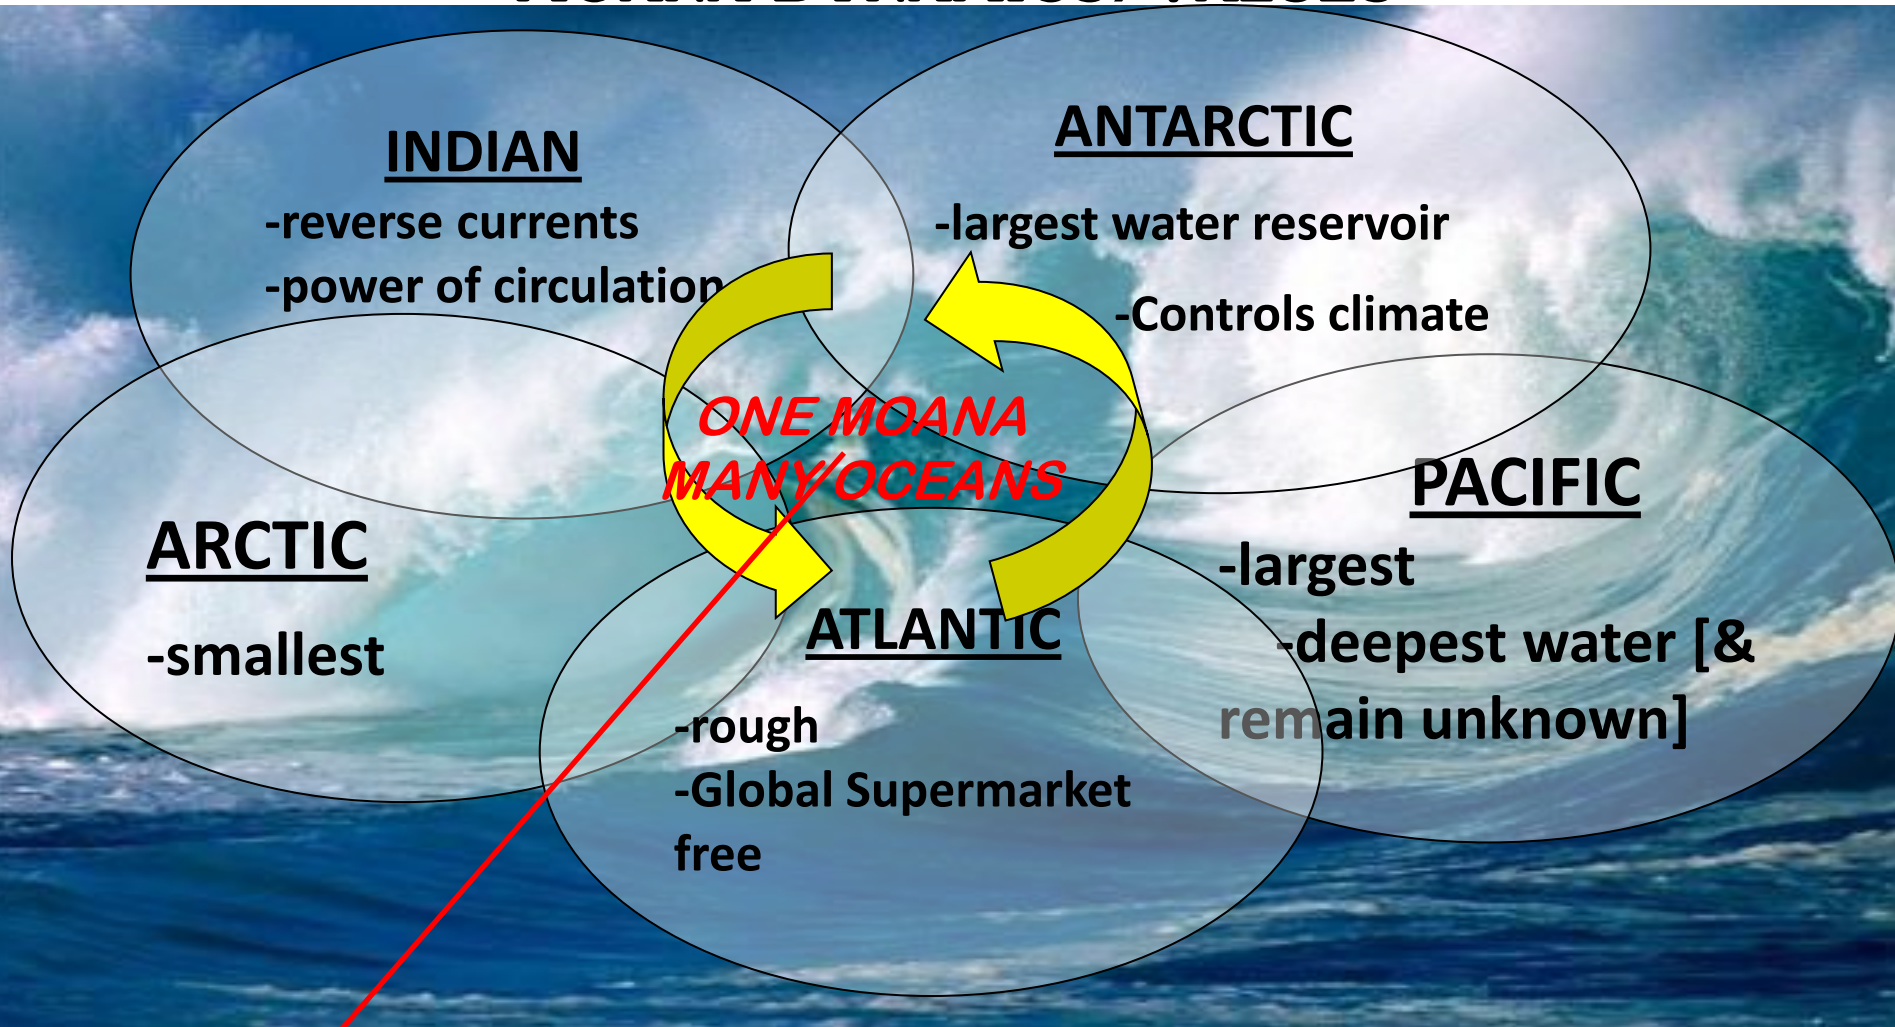 INDIAN
-reverse currents
-power of circulation
ANTARCTIC
-largest water reservoir
-Controls climate
ONE MOANA
MANY OCEANS
ARCTIC
-smallest
PACIFIC
-largest
-deepest water [&
remain unknown]
ATLANTIC
-rough
-Global Supermarket
free